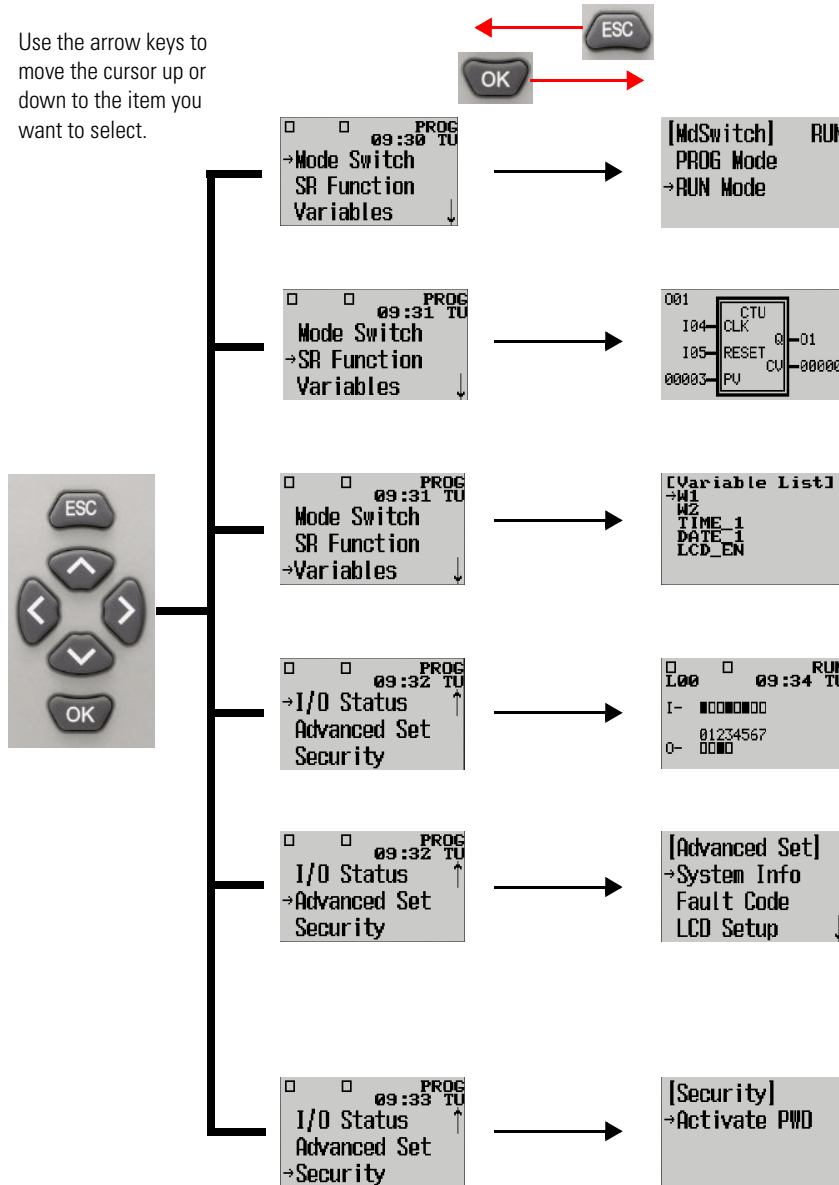 Use the arrow keys to
move the cursor up or
down to the item you
want to select.
ESC
OK
PROG
09:30 TU
→Mode Switch
SR Function
Variables ↓
[MdSwitch] RUN
PROG Mode
→RUN Mode
PROG
09:31 TU
Mode Switch
→SR Function
Variables ↓
001
CTU
I04 CLK
Q 01
I05 RESET
CV 00000
00003 PV
ESC
OK
PROG
09:31 TU
Mode Switch
SR Function
→Variables ↓
[Variable List]
→W1
W2
TIME_1
DATE_1
LCD_EN
PROG
09:32 TU
→I/O Status ↑
Advanced Set
Security
RUN
L00 09:34 TU
I-
01234567
O-
PROG
09:32 TU
I/O Status ↑
→Advanced Set
Security
[Advanced Set]
→System Info
Fault Code
LCD Setup ↓
PROG
09:33 TU
I/O Status ↑
Advanced Set
→Security
[Security]
→Activate PWD